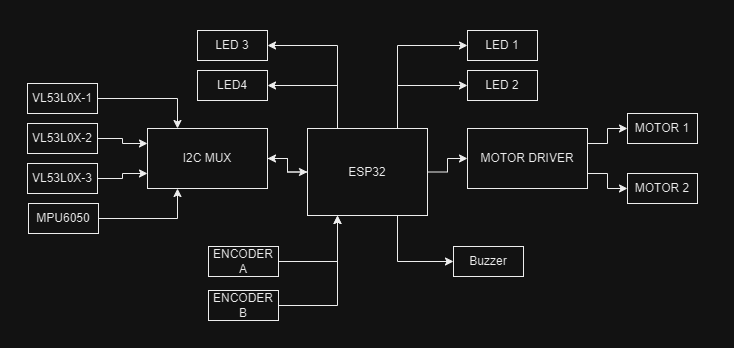 LED 3
LED 1
LED4
LED 2
VL53L0X-1
VL53L0X-2
VL53L0X-3
MPU6050
I2C MUX
ESP32
MOTOR DRIVER
MOTOR 1
MOTOR 2
ENCODER
A
ENCODER
B
Buzzer